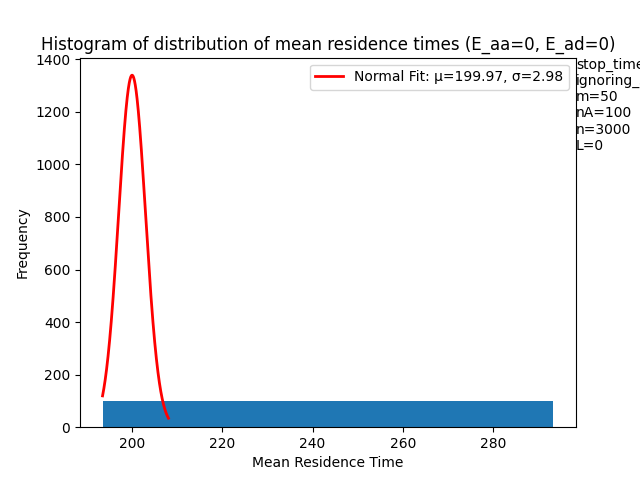 Histogram of distribution of mean residence times (E_aa=0, E_ad=0)
1400
1200
1000
800
600
400
200
0
Frequency
Normal Fit: μ=199.97, σ=2.98
stop_time
ignoring_
m=50
nA=100
n=3000
L=0
200
220
240
260
280
Mean Residence Time